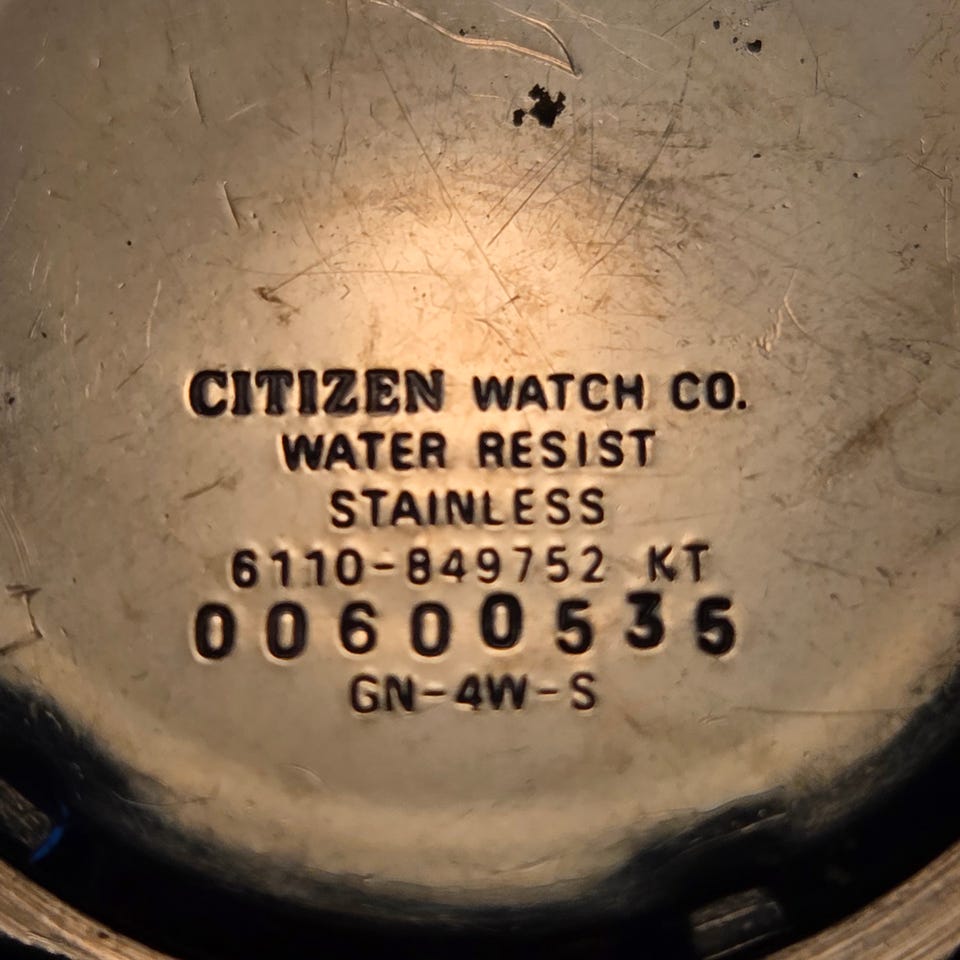 CITIZEN WATCH CO.
WATER RESIST
STAINLESS
6110-849752 KT
00600535
GN-4W-S